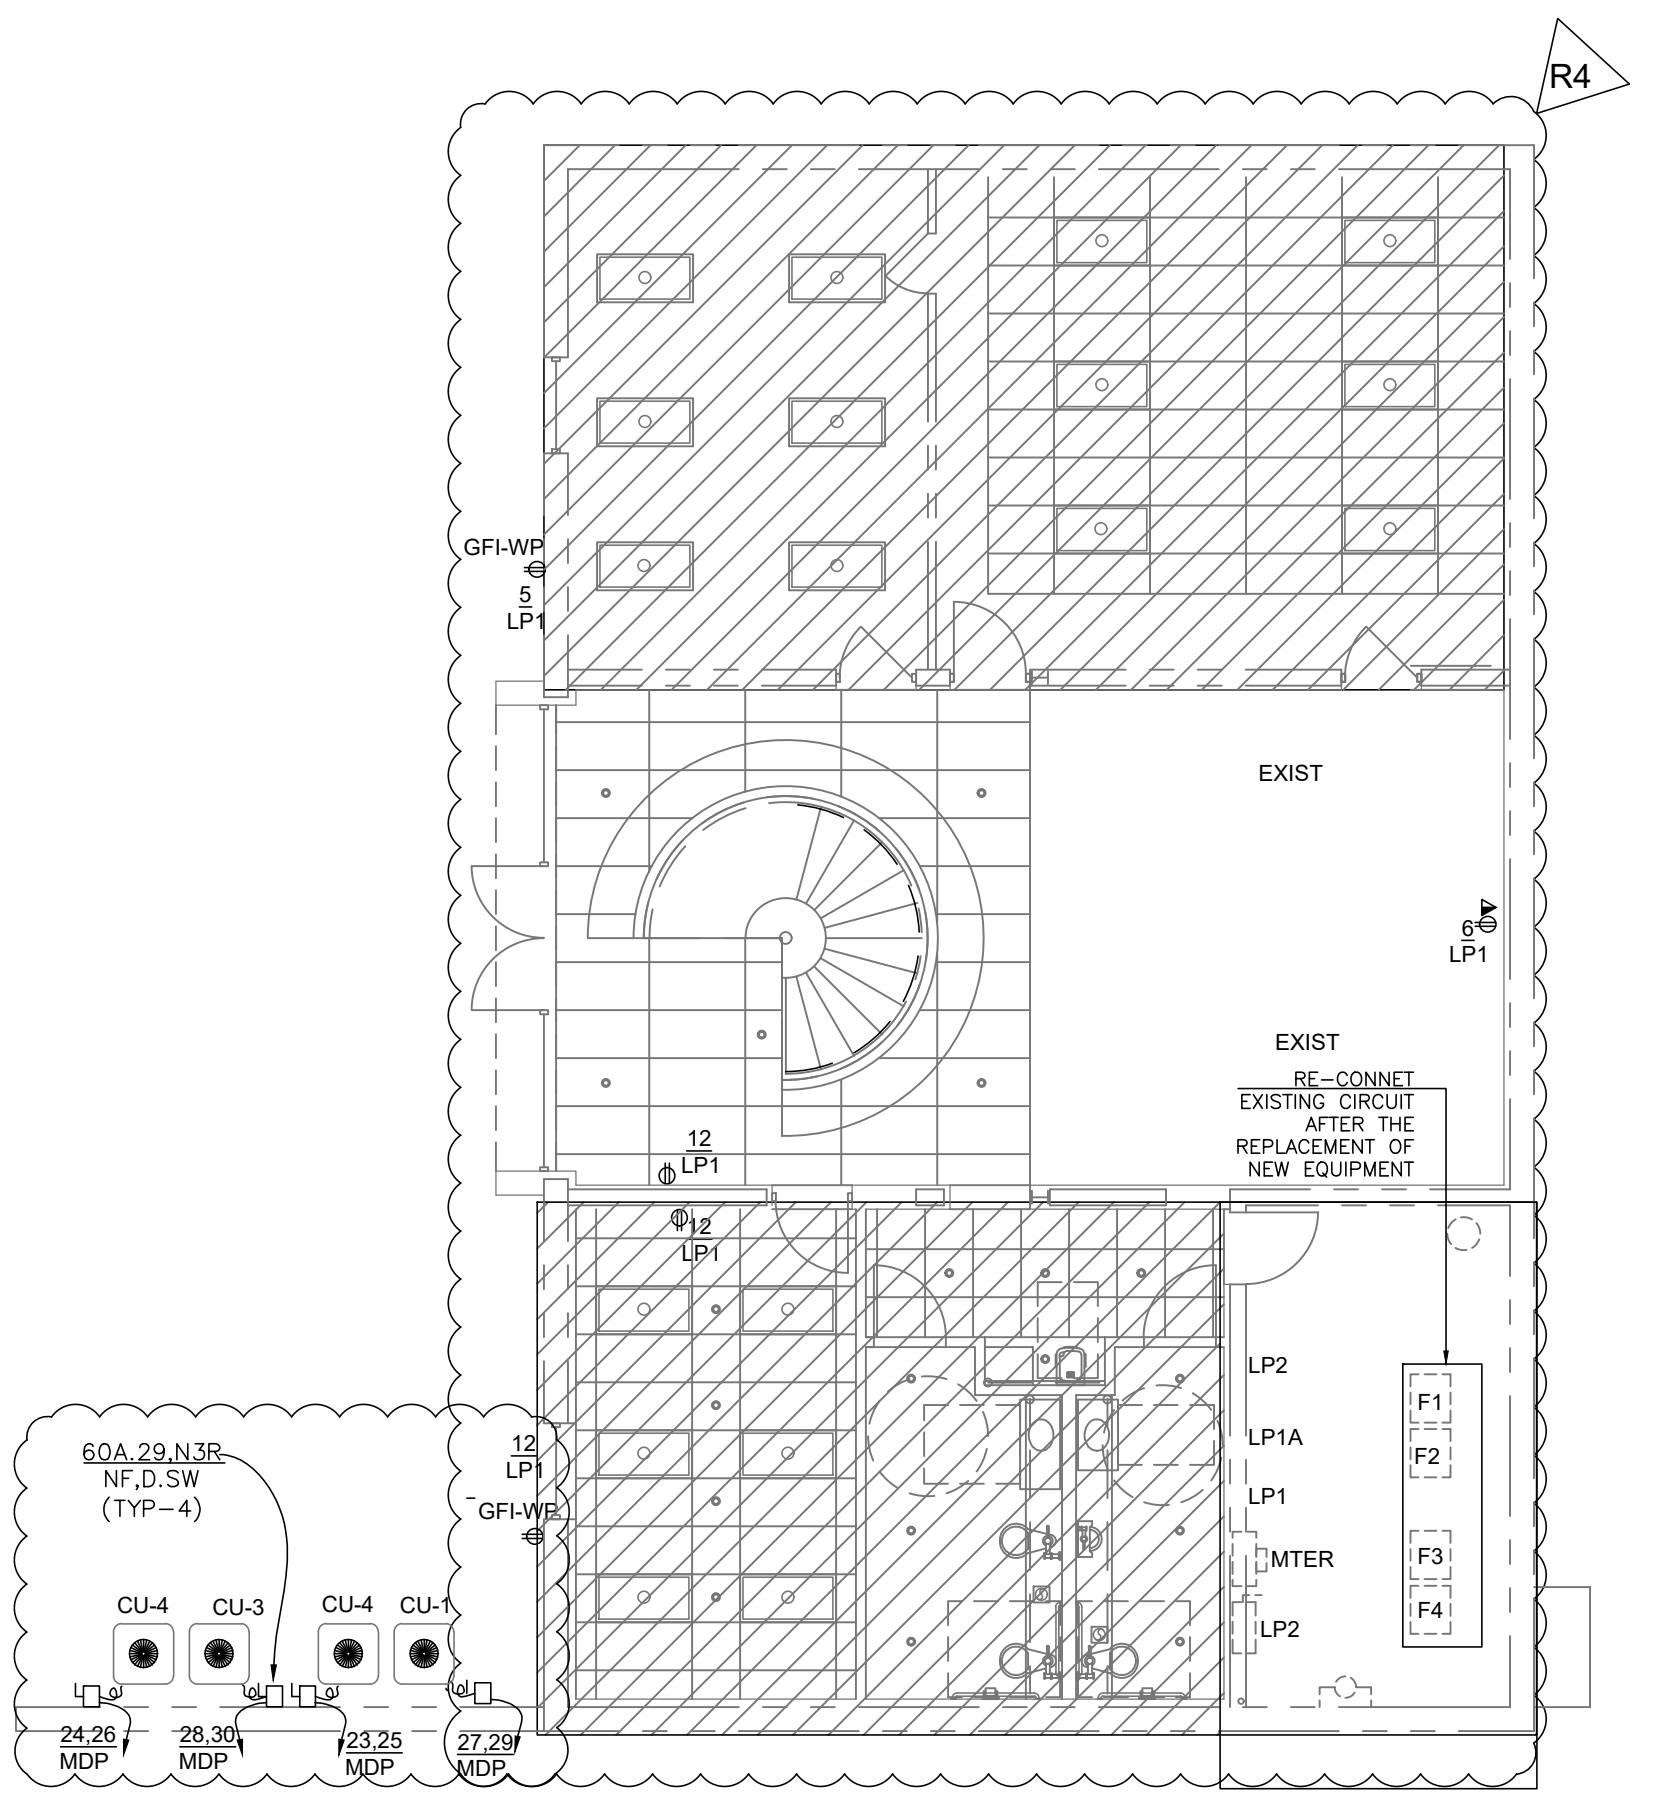 R4
GFI-WP
5
LP1
EXIST
6
LP1
EXIST
RE-CONNET
EXISTING CIRCUIT
AFTER THE
REPLACEMENT OF
NEW EQUIPMENT
12
LP1
12
LP1
LP2
F1
LP1A
F2
LP1
F3
MTER
F4
LP2
12
LP1
GFI-WP
60A.29,N3R
NF,D.SW
(TYP-4)
CU-4
CU-3
CU-4
CU-1
24,26
MDP
28,30
MDP
23,25
MDP
27,29
MDP